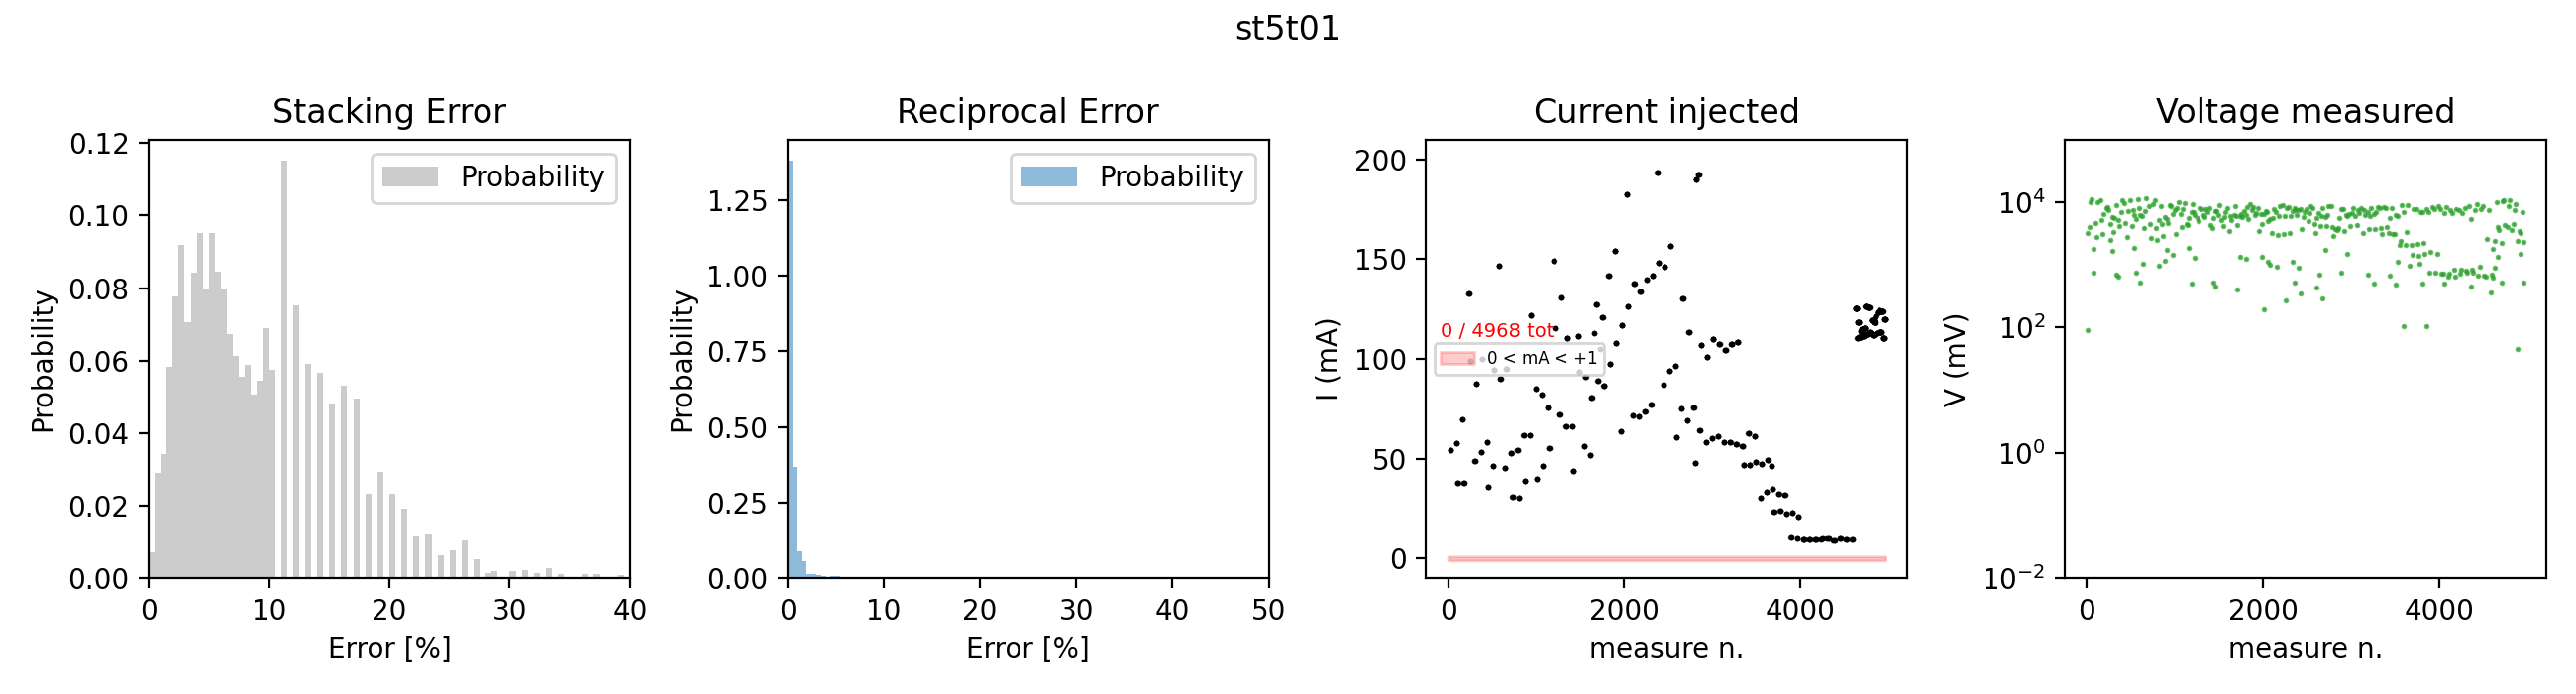 st5t01
Stacking Error
Probability
0.12
0.10
0.08
0.06
0.04
0.02
0.00
Probability
0 10 20 30 40
Error [%]
Reciprocal Error
Probability
1.25
1.00
0.75
0.50
0.25
0.00
Probability
0 10 20 30 40 50
Error [%]
Current injected
I (mA)
200
150
100
50
0
0 / 4968 tot
0 < mA < +1
0 2000 4000
measure n.
Voltage measured
V (mV)
10⁴
10²
10⁰
10⁻²
0 2000 4000
measure n.